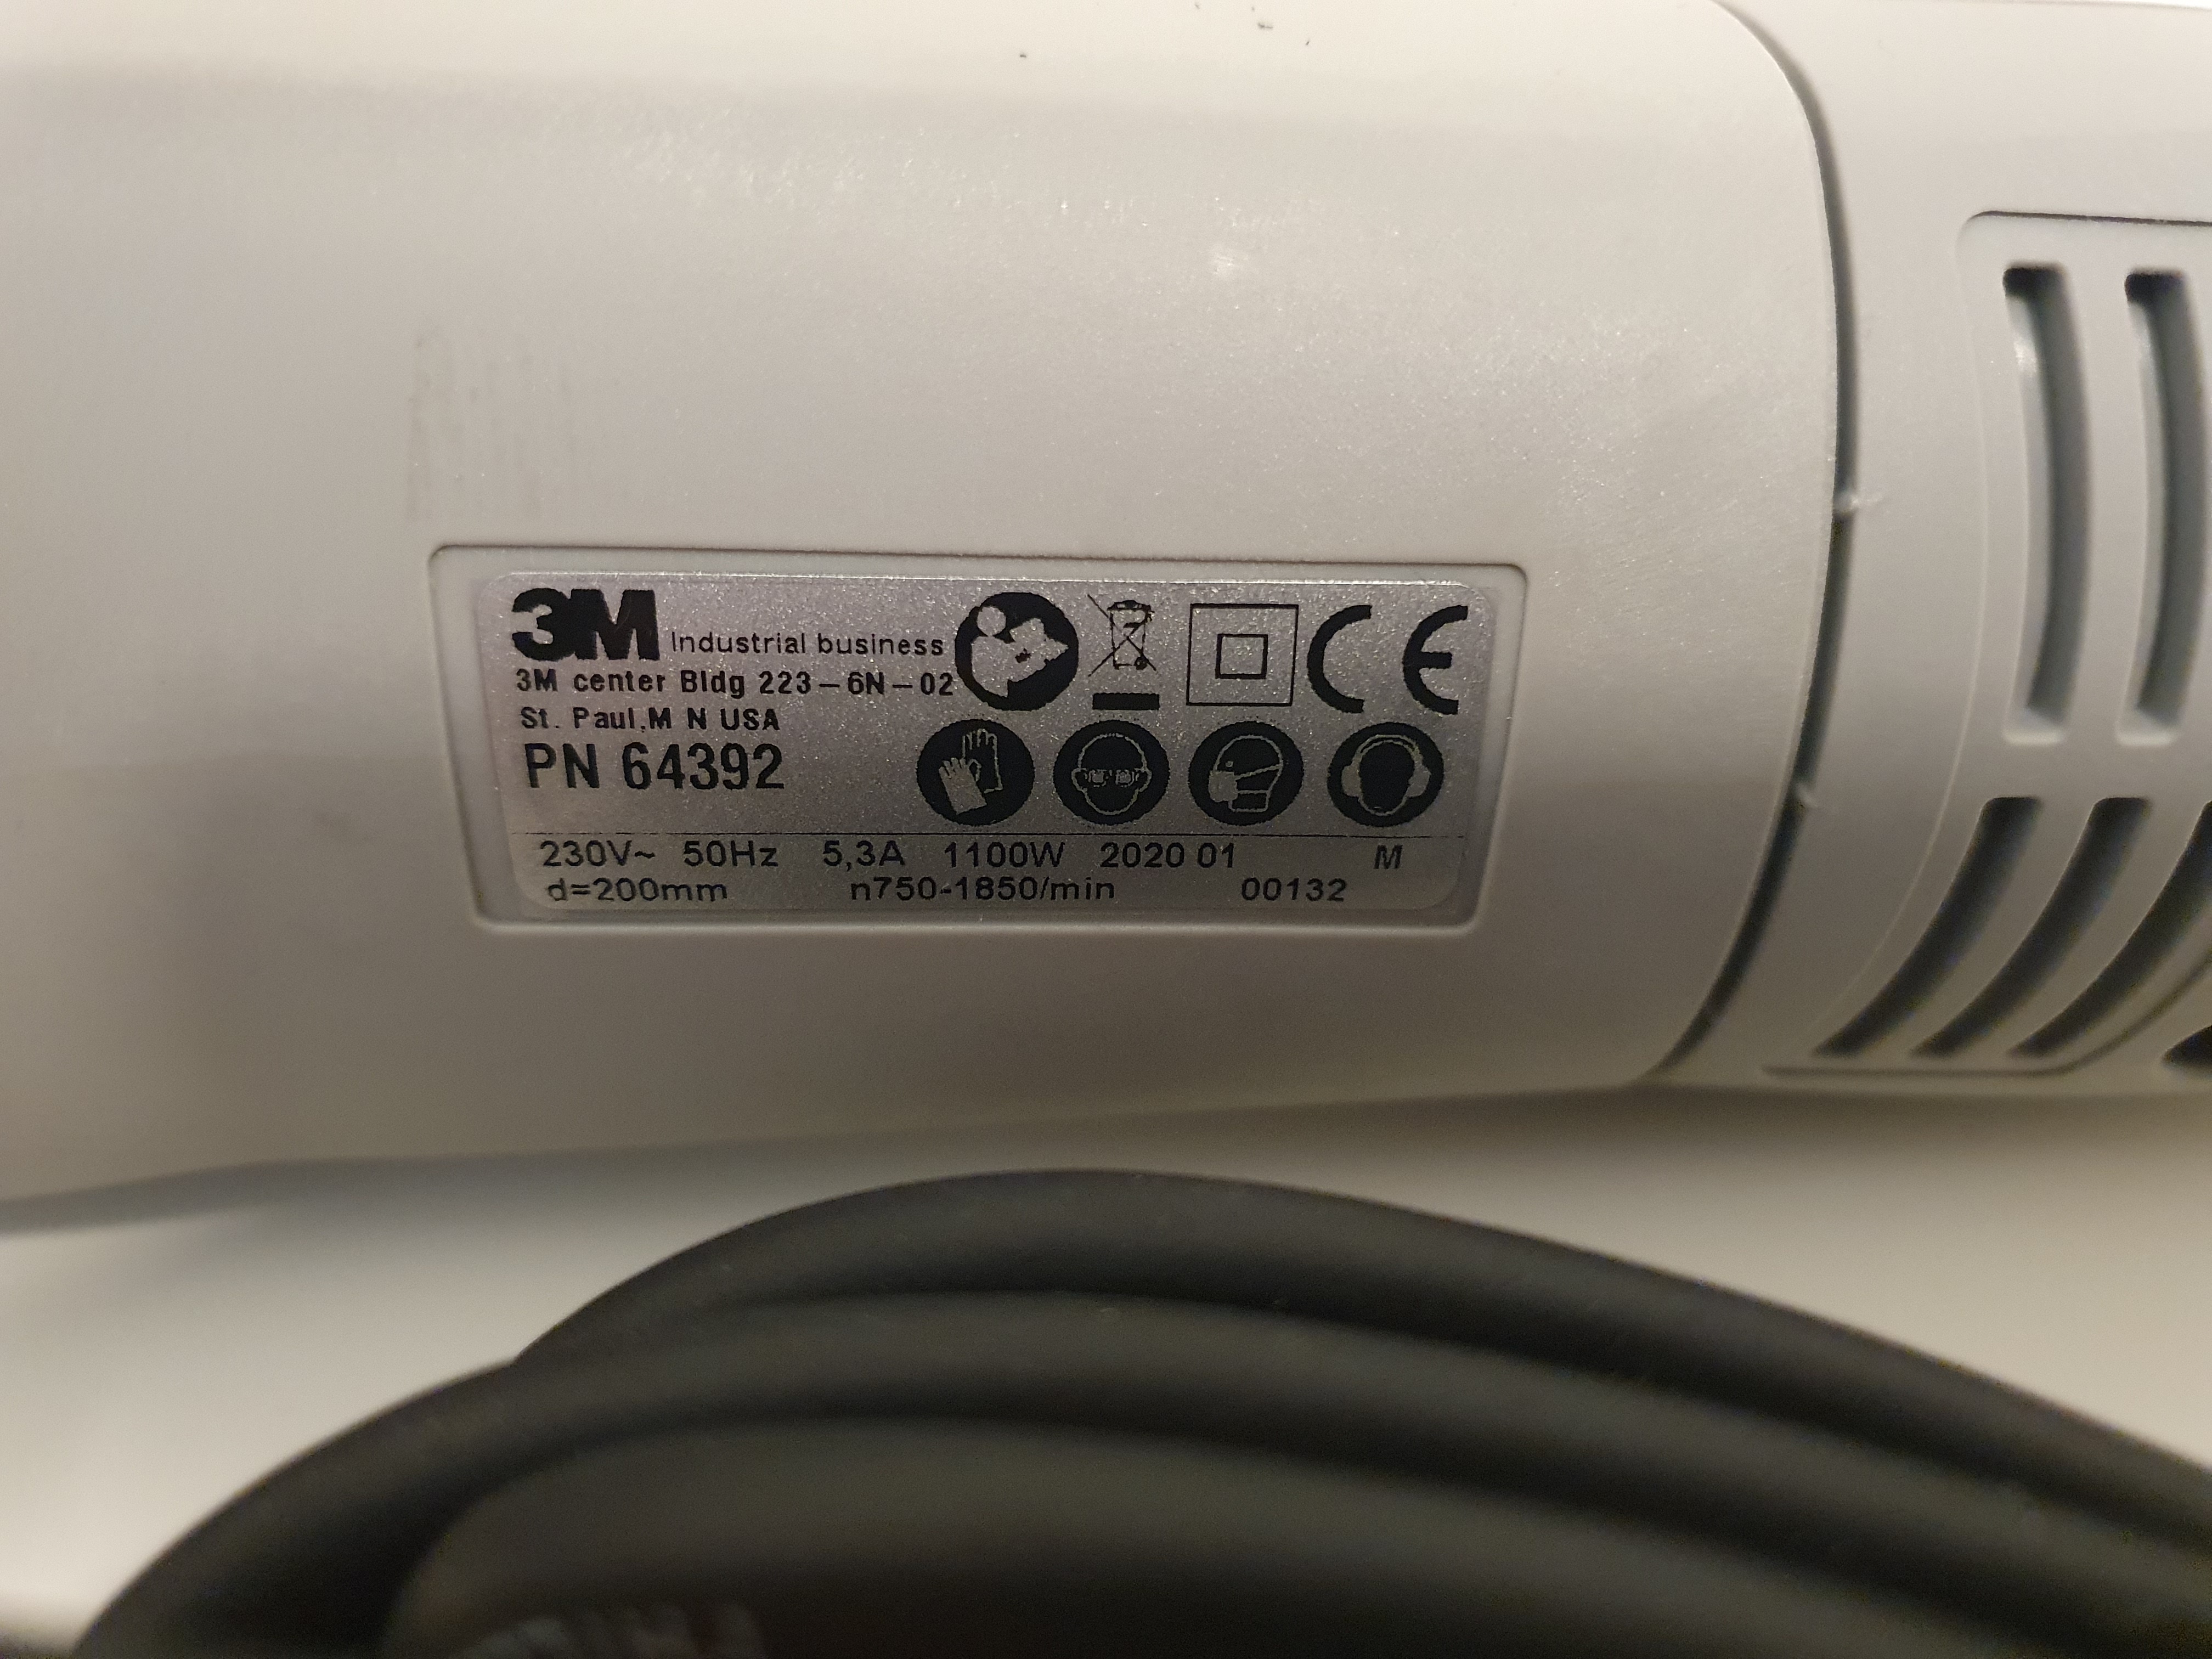 3M Industrial business
3M center Bldg 223-6N-02
St. Paul,M N USA
PN 64392
CE
230V~ 50Hz 5,3A 1100W 2020 01 M
d=200mm n750-1850/min 00132